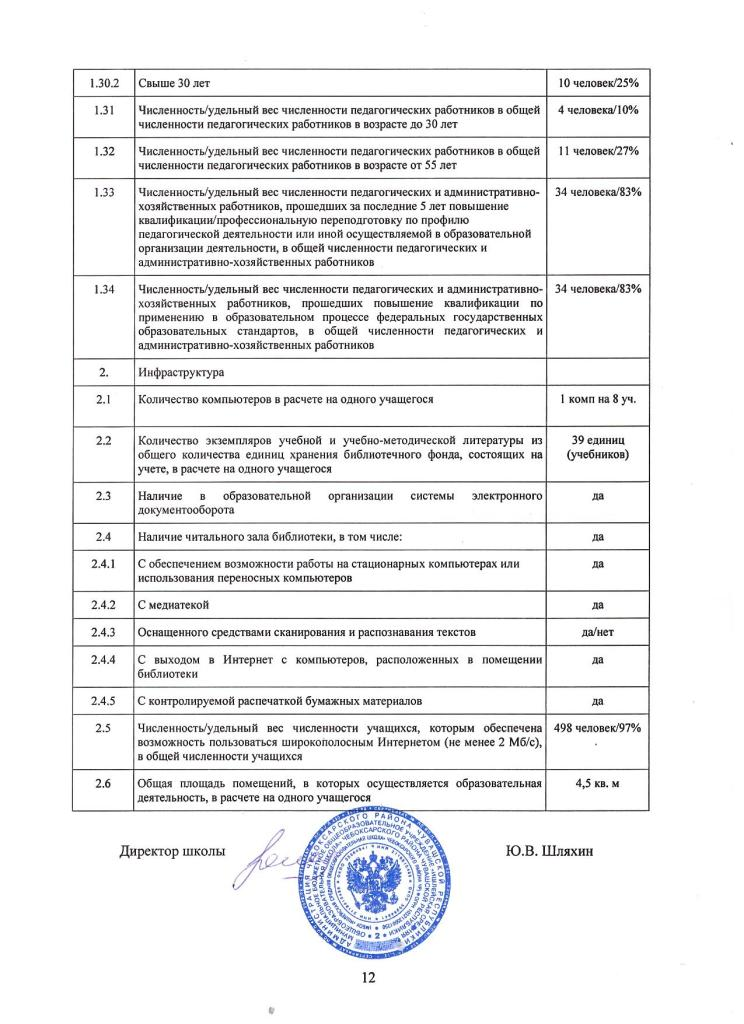 1.30.2 Свыше 30 лет 10 человек/25%
1.31 Численность/удельный вес численности педагогических работников в общей 4 человека/10%
численности педагогических работников в возрасте до 30 лет
1.32 Численность/удельный вес численности педагогических работников в общей 11 человек/27%
численности педагогических работников в возрасте от 55 лет
1.33 Численность/удельный вес численности педагогических и административно- 34 человека/83%
хозяйственных работников, прошедших за последние 5 лет повышение
квалификации/профессиональную переподготовку по профилю
педагогической деятельности или иной осуществляемой в образовательной
организации деятельности, в общей численности педагогических и
административно-хозяйственных работников
1.34 Численность/удельный вес численности педагогических и административно- 34 человека/83%
хозяйственных работников, прошедших повышение квалификации по
применению в образовательном процессе федеральных государственных
образовательных стандартов, в общей численности педагогических и
административно-хозяйственных работников
2. Инфраструктура
2.1 Количество компьютеров в расчете на одного учащегося 1 комп на 8 уч.
2.2 Количество экземпляров учебной и учебно-методической литературы из 39 единиц
общего количества единиц хранения библиотечного фонда, состоящих на (учебников)
учете, в расчете на одного учащегося
2.3 Наличие в образовательной организации системы электронного да
документооборота
2.4 Наличие читального зала библиотеки, в том числе: да
2.4.1 С обеспечением возможности работы на стационарных компьютерах или да
использования переносных компьютеров
2.4.2 С медиатекой да
2.4.3 Оснащенного средствами сканирования и распознавания текстов да/нет
2.4.4 С выходом в Интернет с компьютеров, расположенных в помещении да
библиотеки
2.4.5 С контролируемой распечаткой бумажных материалов да
2.5 Численность/удельный вес численности учащихся, которым обеспечена 498 человек/97%
возможность пользоваться широкополосным Интернетом (не менее 2 Мб/с),
в общей численности учащихся
2.6 Общая площадь помещений, в которых осуществляется образовательная 4,5 кв. м
деятельность, в расчете на одного учащегося
Директор школы Ю.В. Шляхин
АДМИНИСТРАЦИЯ ЧЕБОКСАРСКОГО РАЙОНА ЧУВАШСКОЙ РЕСПУБЛИКИ
12